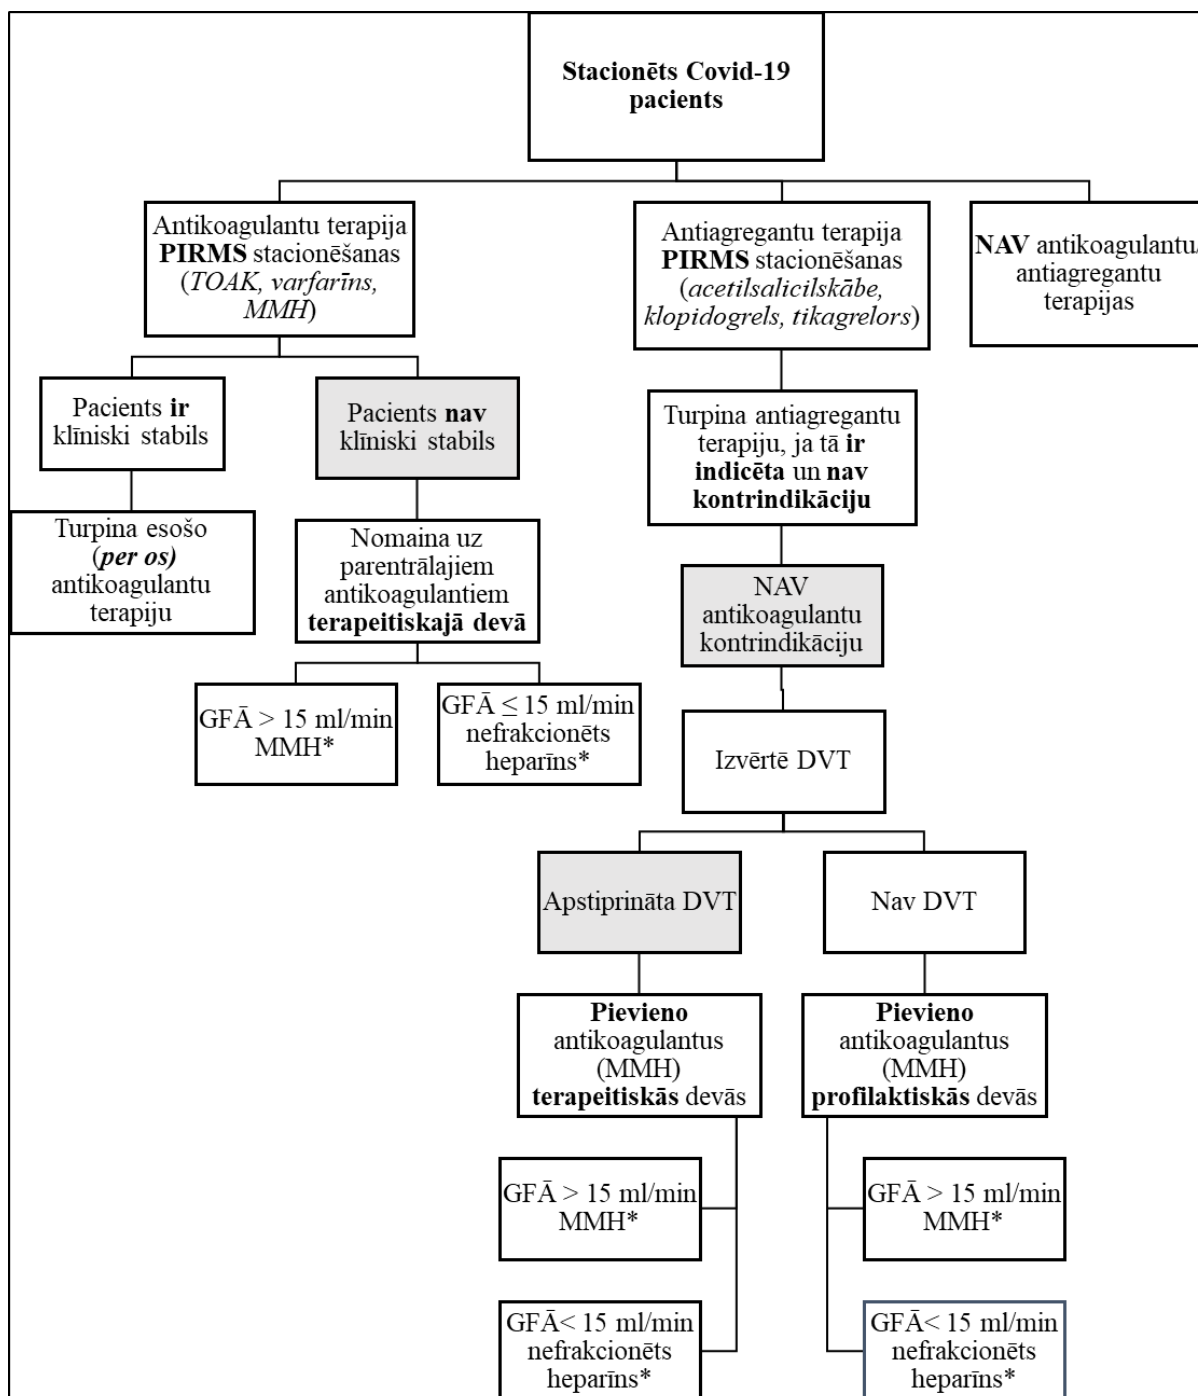 Stacionēts Covid-19
pacients
Antikoagulantu terapija
PIRMS stacionēšanas
(TOAK, varfarīns,
MMH)
Antiagregantu terapija
PIRMS stacionēšanas
(acetilsalicilskābe,
klopidogrels, tikagrelors)
NAV antikoagulantu/
antiagregantu
terapijas
Pacients ir
klīniski stabils
Pacients nav
klīniski stabils
Turpina antiagregantu
terapiju, ja tā ir
indicēta un nav
kontrindikāciju
Turpina esošo
(per os)
antikoagulantu
terapiju
Nomaina uz
parentrālajiem
antikoagulantiem
terapeitiskajā devā
NAV
antikoagulantu
kontrindikāciju
GFĀ > 15 ml/min
MMH*
GFĀ ≤ 15 ml/min
nefrakcionēts
heparīns*
Izvērtē DVT
Apstiprināta DVT
Nav DVT
Pievieno
antikoagulantus
(MMH)
terapeitiskās devās
Pievieno
antikoagulantus
(MMH)
profilaktiskās devās
GFĀ > 15 ml/min
MMH*
GFĀ > 15 ml/min
MMH*
GFĀ< 15 ml/min
nefrakcionēts
heparīns*
GFĀ< 15 ml/min
nefrakcionēts
heparīns*